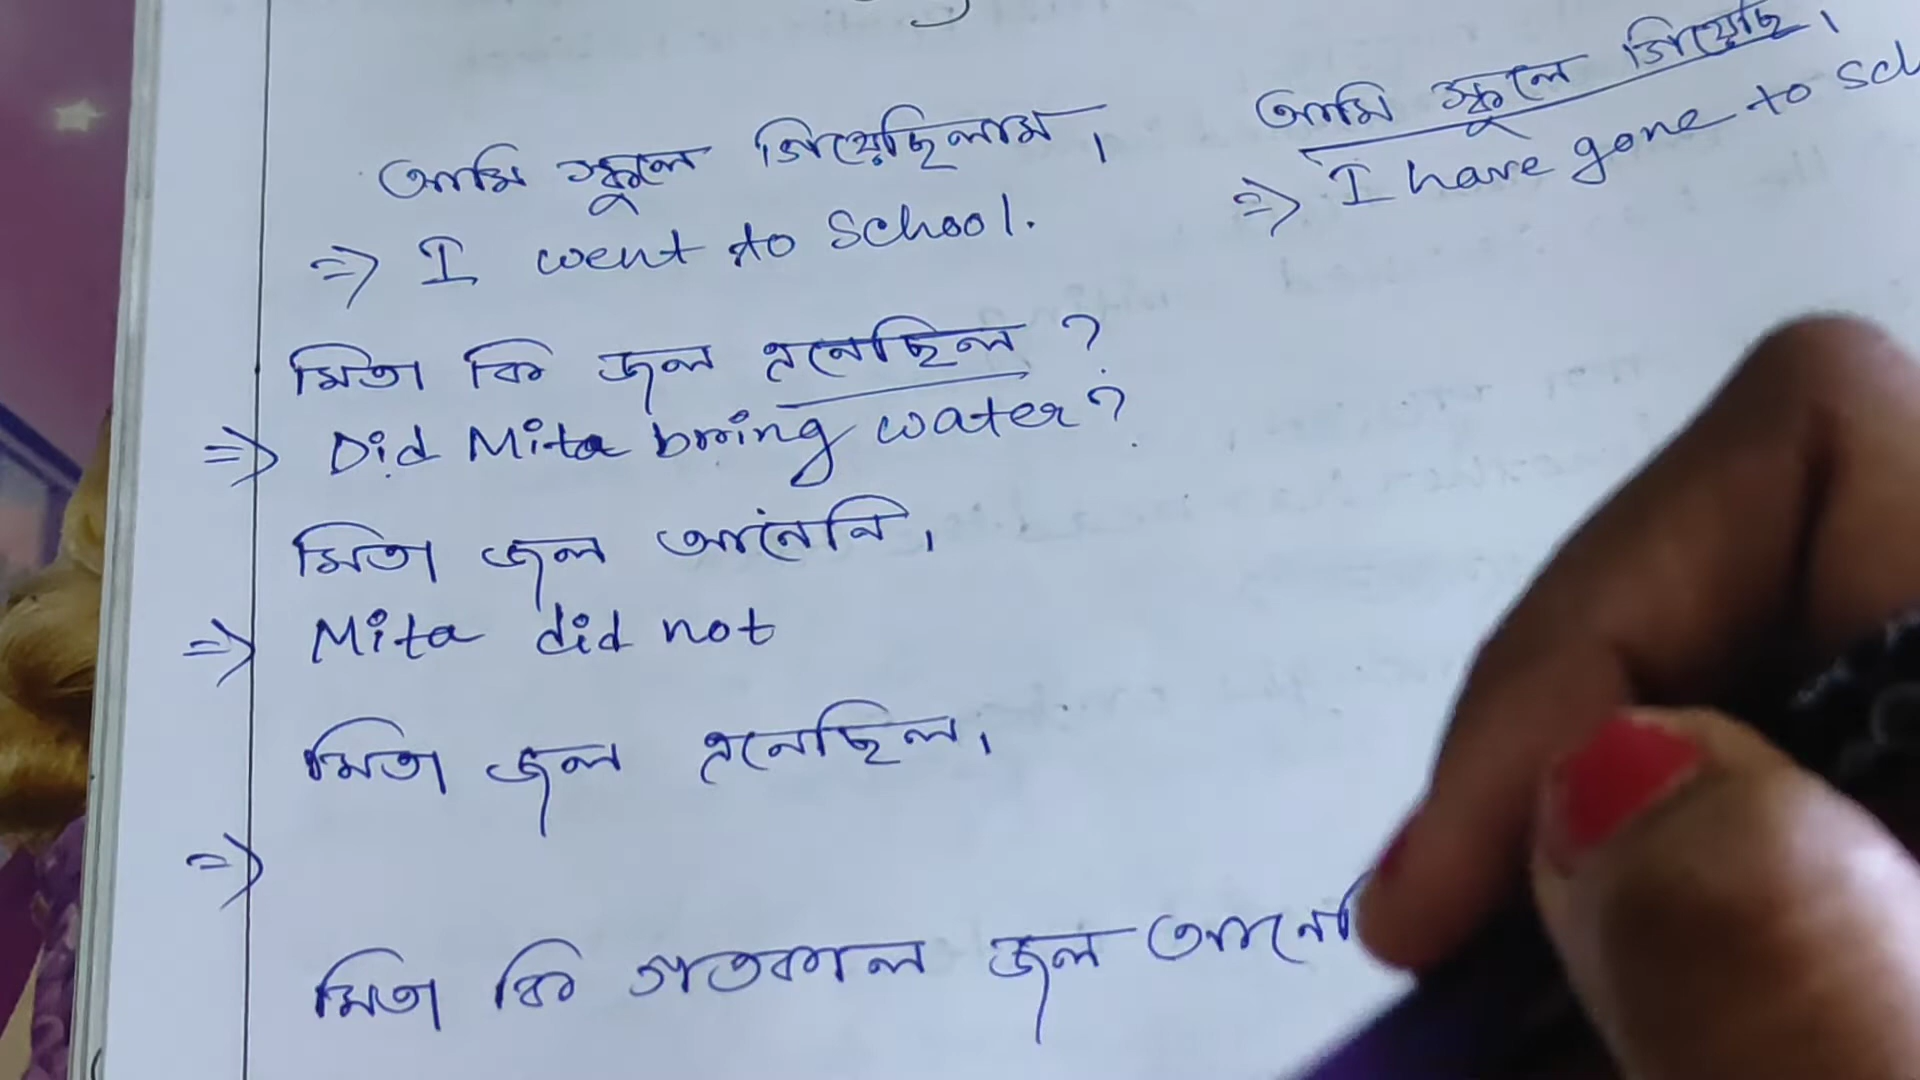 আমি স্কুলে গিয়েছিলাম।
=> I went to School.
আমি স্কুলে গিয়েছি।
=> I have gone to sch
মিতা কি জল এনেছিল ?
=> Did Mita bring water?
মিতা জল আনেনি।
=> Mita did not
মিতা জল এনেছিল।
=>
মিতা কি গতকাল জল